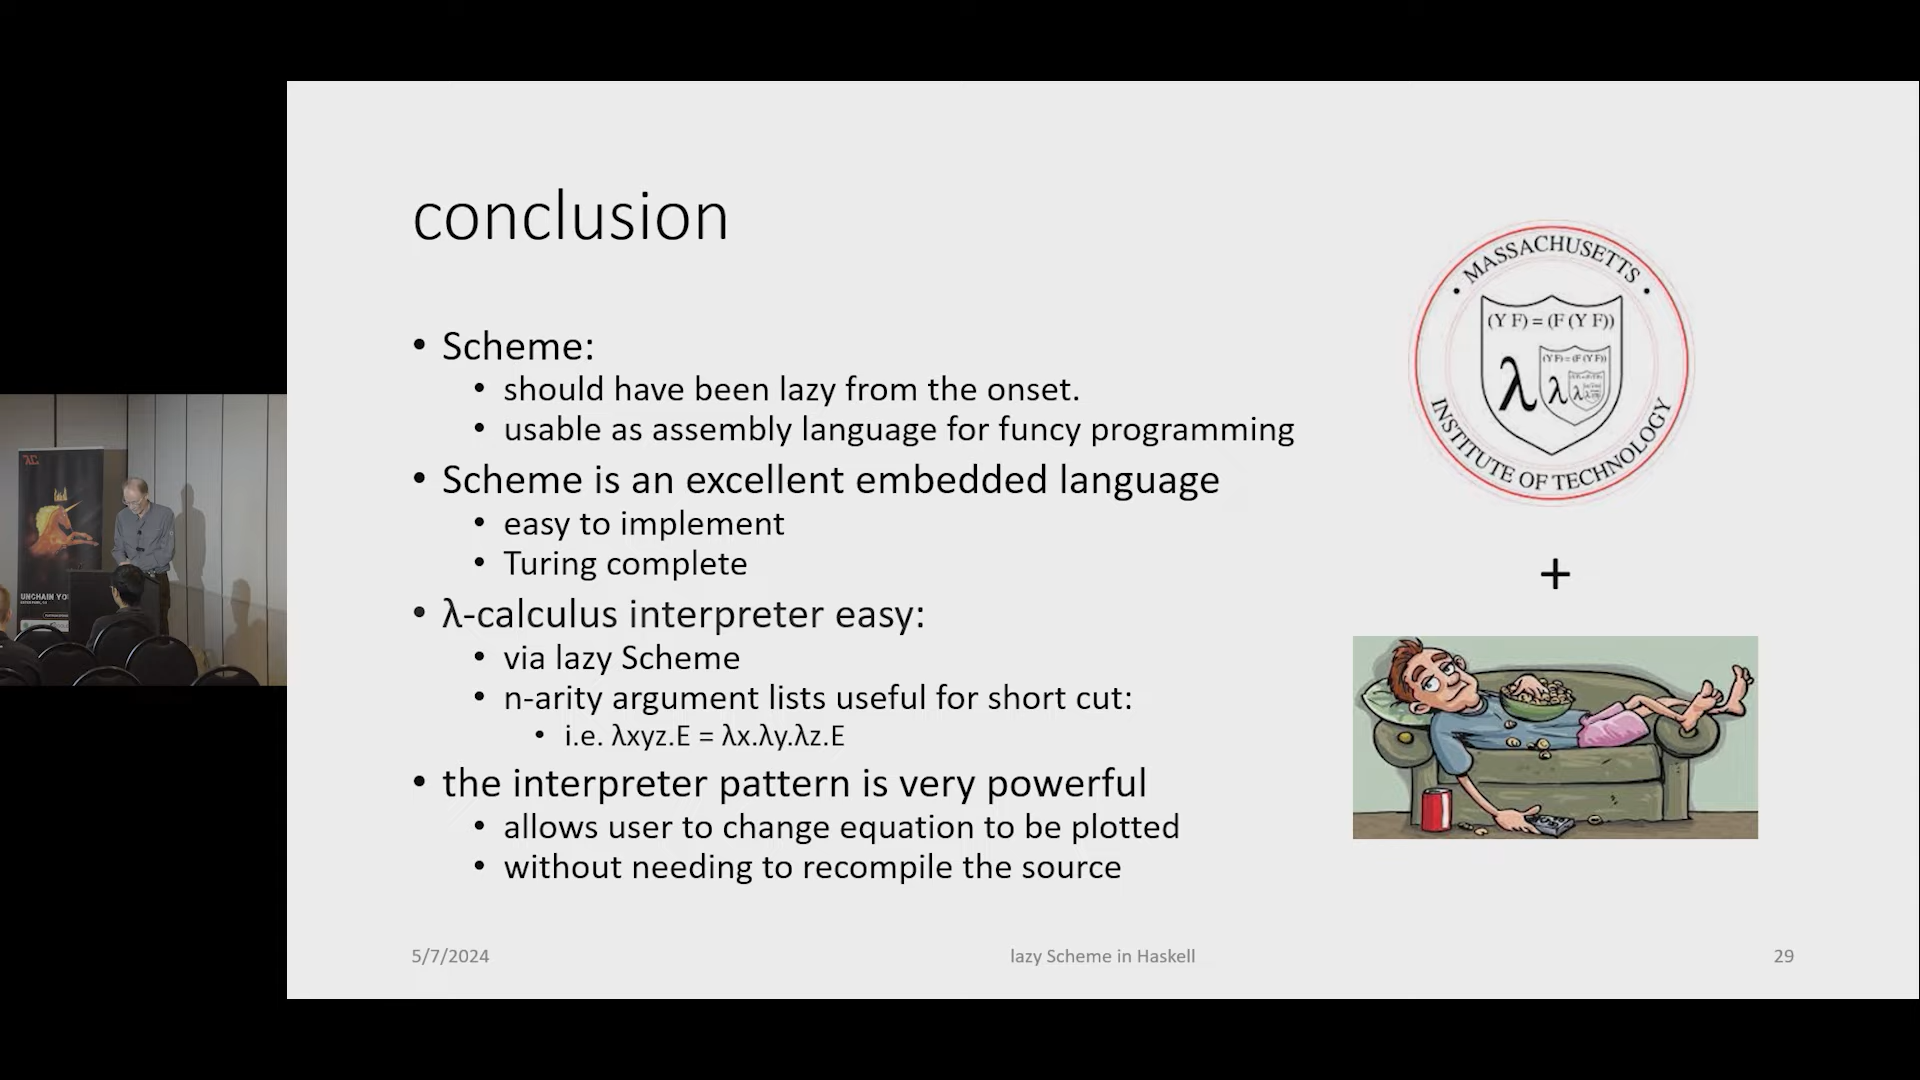 conclusion
• Scheme:
• should have been lazy from the onset.
• usable as assembly language for funcy programming
• Scheme is an excellent embedded language
• easy to implement
• Turing complete
• λ-calculus interpreter easy:
• via lazy Scheme
• n-arity argument lists useful for short cut:
• i.e. λxyz.E = λx.λy.λz.E
• the interpreter pattern is very powerful
• allows user to change equation to be plotted
• without needing to recompile the source
• MASSACHUSETTS •
(Y F) = (F (Y F))
λ
(Y F) = (F (Y F))
λ
λ
INSTITUTE OF TECHNOLOGY
+
5/7/2024
lazy Scheme in Haskell
29
λC
UNCHAIN YO